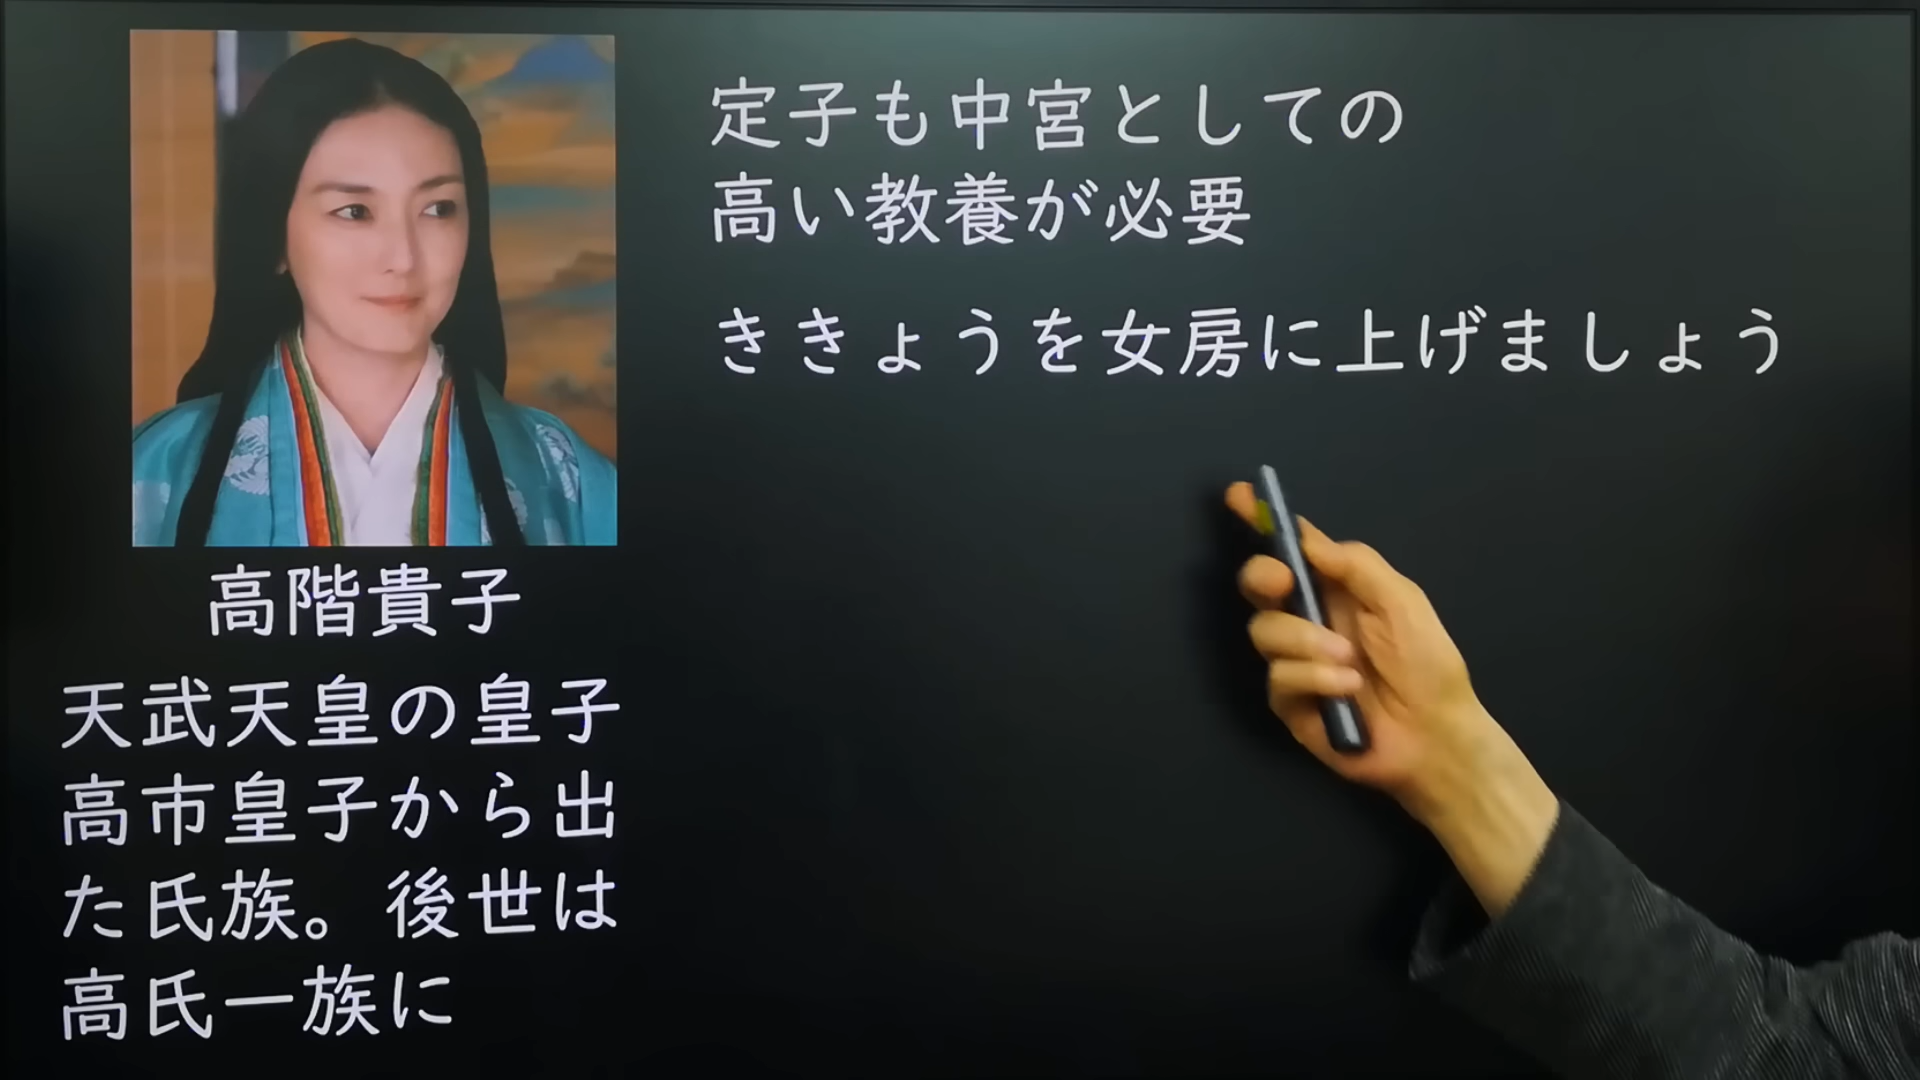 定子も中宮としての
高い教養が必要
ききょうを女房に上げましょう
高階貴子
天武天皇の皇子
高市皇子から出
た氏族。後世は
高氏一族に